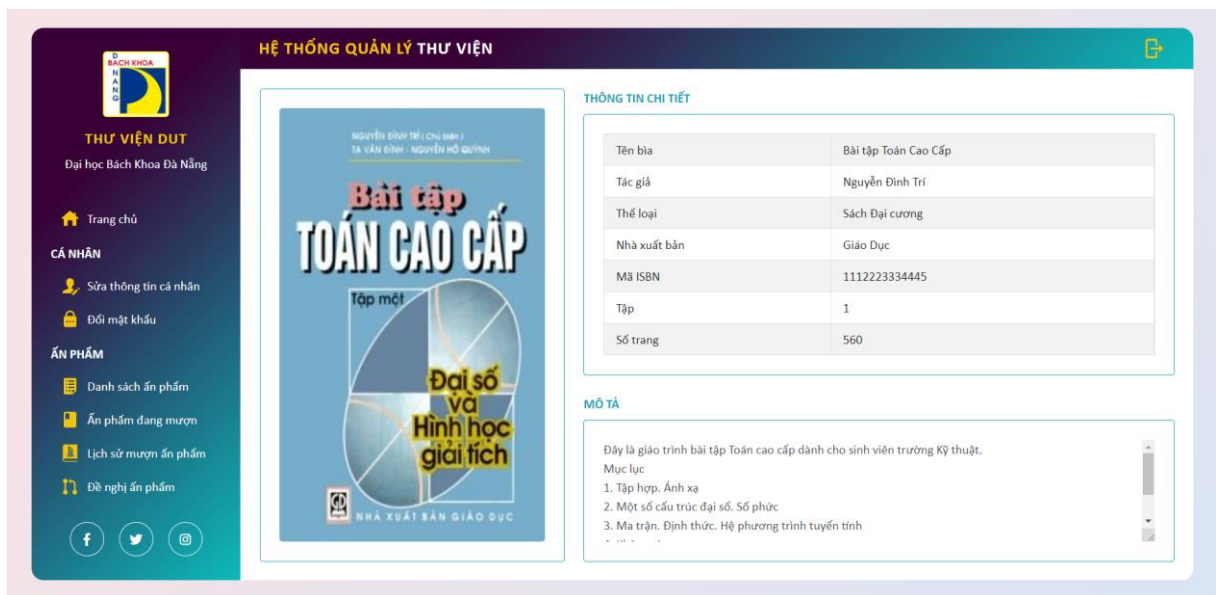 ĐÀ NANG
BÁCH KHOA
THƯ VIỆN DUT
Đại học Bách Khoa Đà Nẵng
Trang chủ
CÁ NHÂN
Sửa thông tin cá nhân
Đổi mật khẩu
ẤN PHẨM
Danh sách ấn phẩm
Ấn phẩm đang mượn
Lịch sử mượn ấn phẩm
Đề nghị ấn phẩm
HỆ THỐNG QUẢN LÝ THƯ VIỆN
NGUYỄN ĐÌNH TRÍ (Chủ biên)
TẠ VĂN ĐĨNH - NGUYỄN HỒ QUỲNH
Bài tập
TOÁN CAO CẤP
Tập một
Đại số
và
Hình học
giải tích
NHÀ XUẤT BẢN GIÁO DỤC
THÔNG TIN CHI TIẾT
Tên bìa Bài tập Toán Cao Cấp
Tác giả Nguyễn Đình Trí
Thể loại Sách Đại cương
Nhà xuất bản Giáo Dục
Mã ISBN 1112223334445
Tập 1
Số trang 560
MÔ TẢ
Đây là giáo trình bài tập Toán cao cấp dành cho sinh viên trường Kỹ thuật.
Mục lục
1. Tập hợp. Ánh xạ
2. Một số cấu trúc đại số. Số phức
3. Ma trận. Định thức. Hệ phương trình tuyến tính